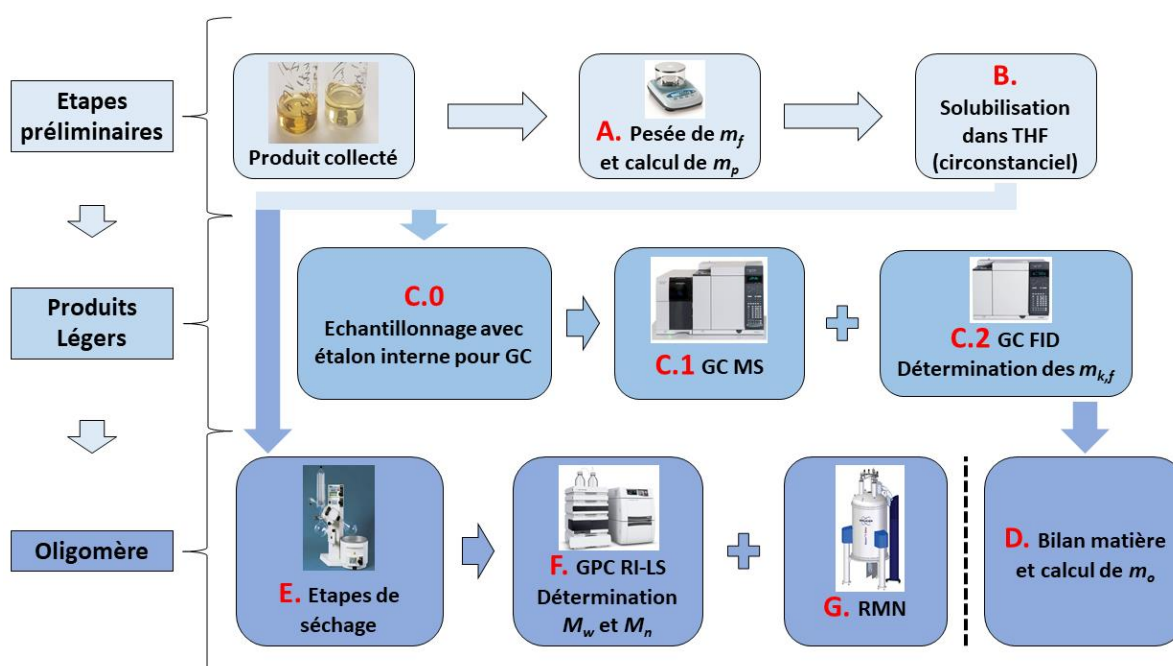 Etapes
préliminaires
Produit collecté
A. Pesée de mf
et calcul de mp
B.
Solubilisation
dans THF
(circonstanciel)
Produits
Légers
C.0
Echantillonnage avec
étalon interne pour GC
C.1 GC MS
C.2 GC FID
Détermination des mk,f
Oligomère
E. Etapes de
séchage
F. GPC RI-LS
Détermination
Mw et Mn
G. RMN
D. Bilan matière
et calcul de mo